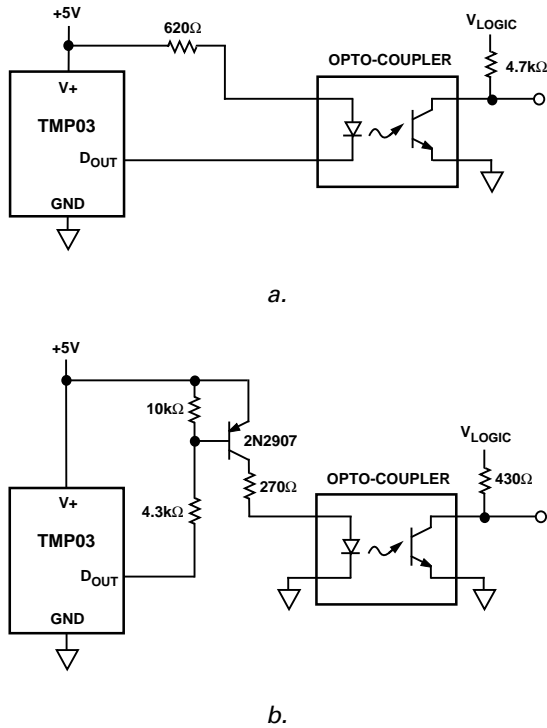 +5V
620Ω
OPTO-COUPLER
V_LOGIC
4.7kΩ
V+
TMP03
D_OUT
GND
a.
+5V
10kΩ
2N2907
V_LOGIC
270Ω
OPTO-COUPLER
430Ω
V+
4.3kΩ
TMP03
D_OUT
GND
b.